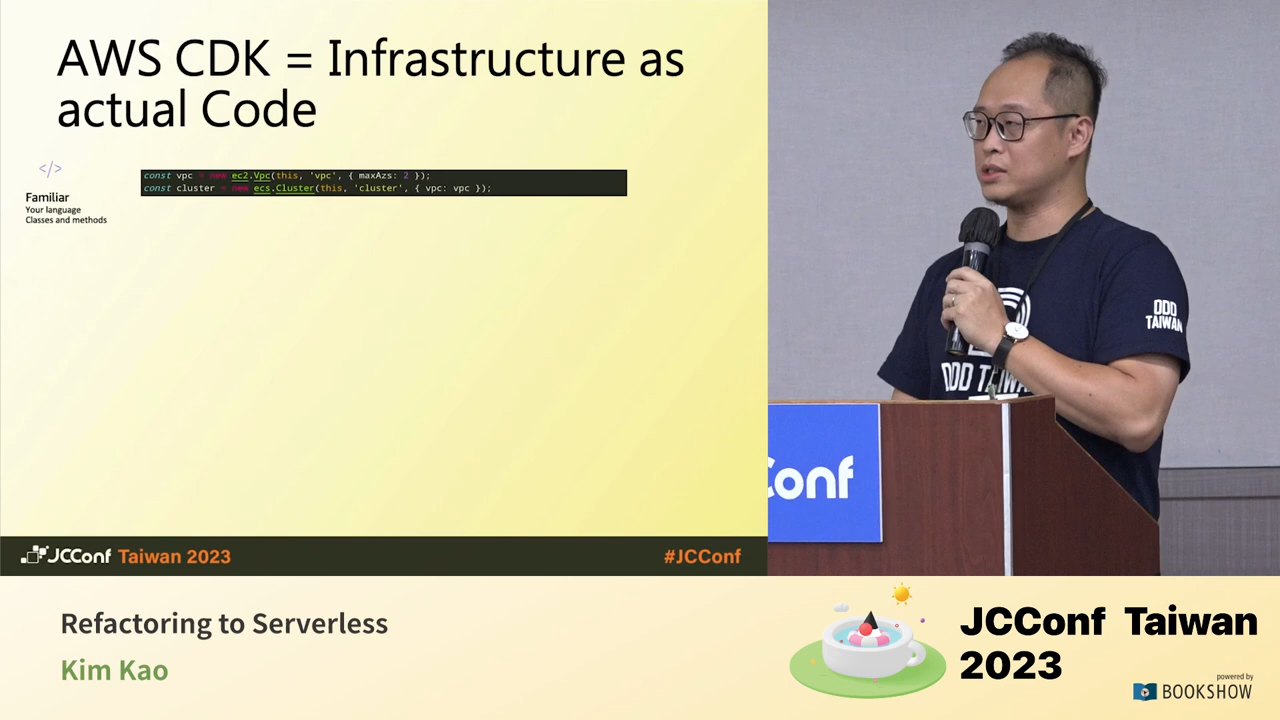 AWS CDK = Infrastructure as
actual Code
</>
Familiar
Your language
Classes and methods
const vpc = new ec2.Vpc(this, 'vpc', { maxAzs: 2 });
const cluster = new ecs.Cluster(this, 'cluster', { vpc: vpc });
JCConf Taiwan 2023
#JCConf
DDD
TAIWAN
DDD TAIWA
Conf
Refactoring to Serverless
Kim Kao
JCConf Taiwan
2023
powered by
BOOKSHOW